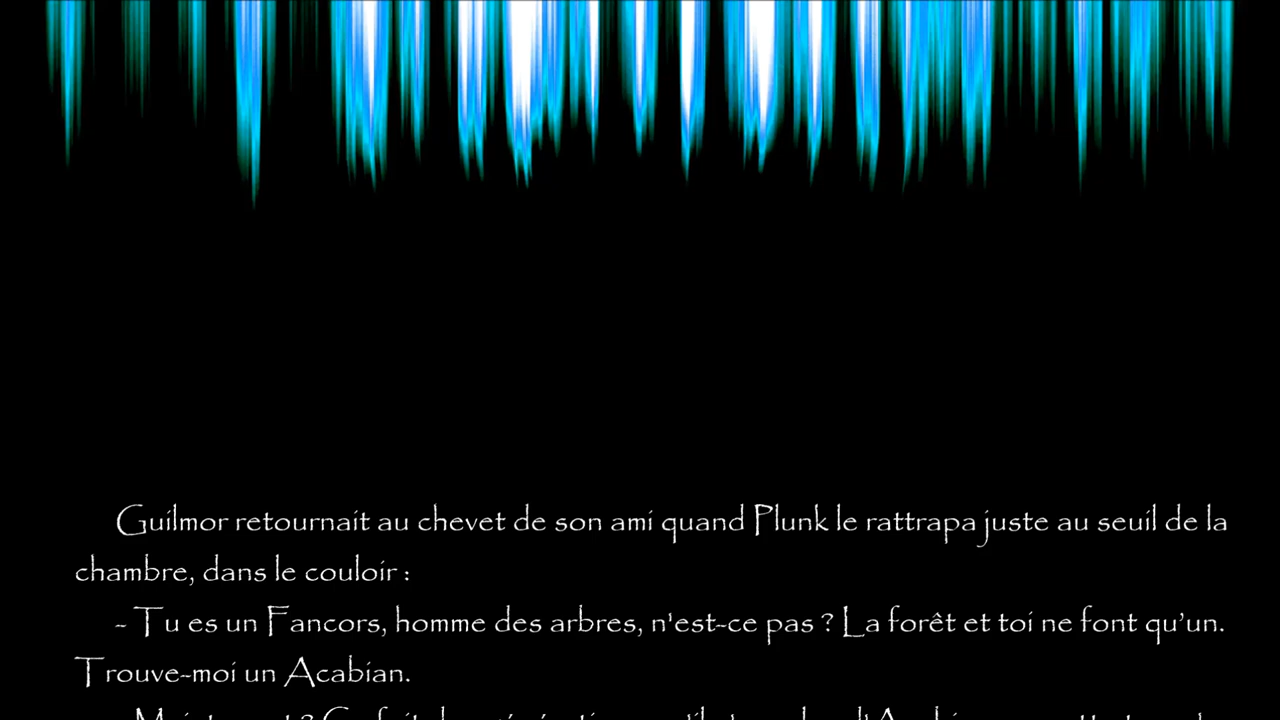 Guilmor retournait au chevet de son ami quand Plunk le rattrapa juste au seuil de la
chambre, dans le couloir :
- Tu es un Fancors, homme des arbres, n'est-ce pas ? La forêt et toi ne font qu'un.
Trouve-moi un Acabian.